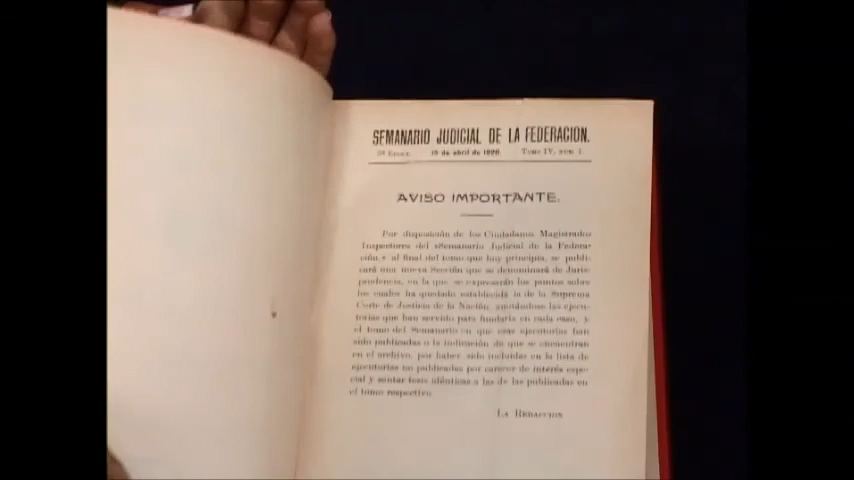 SEMANARIO JUDICIAL DE LA FEDERACION.
5ª Epoca. 15 de abril de 1928. Tomo IV, Núm. 1.
AVISO IMPORTANTE.
Por disposición de los Ciudadanos Magistrados
Inspectores del «Semanario Judicial de la Federa-
ción,» al final del tomo que hoy principia, se publi-
cará una nueva Sección que se denominará de Juris-
prudencia, en la que se expresarán los puntos sobre
los cuales ha quedado establecida la de la Suprema
Corte de Justicia de la Nación, anotándose las ejecu-
torias que han servido para fundarla en cada caso, y
el tomo del Semanario en que esas ejecutorias han
sido publicadas o la indicación de que se encuentran
en el archivo, por haber sido incluidas en la lista de
ejecutorias no publicadas por carecer de interés espe-
cial y sentar tesis idénticas a las de las publicadas en
el tomo respectivo.
LA REDACCION